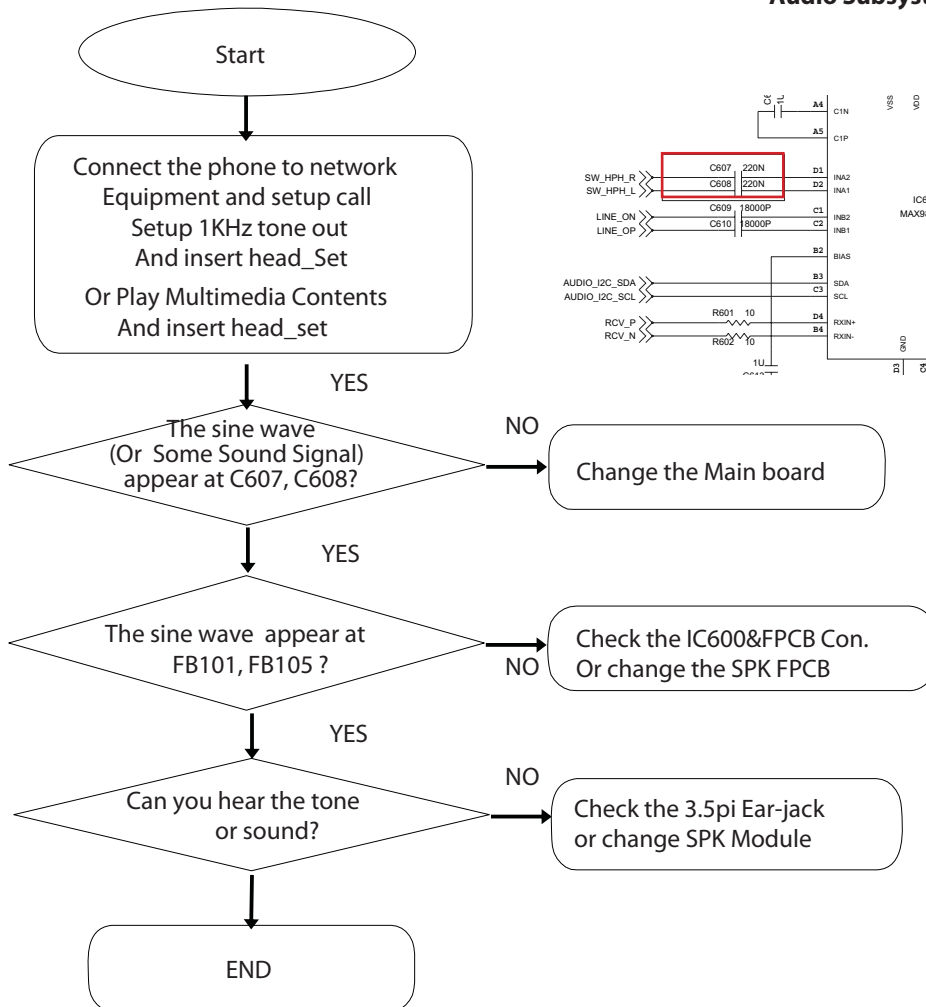 Audio Subsys
Start
Connect the phone to network
Equipment and setup call
Setup 1KHz tone out
And insert head_Set
Or Play Multimedia Contents
And insert head_set
YES
The sine wave
(Or Some Sound Signal)
appear at C607, C608?
NO
Change the Main board
YES
The sine wave appear at
FB101, FB105 ?
NO
Check the IC600&FPCB Con.
Or change the SPK FPCB
YES
Can you hear the tone
or sound?
NO
Check the 3.5pi Ear-jack
or change SPK Module
END
1U
A4
C1N
VSS
VDD
A5
C1P
SW_HPH_R
C607 220N
D1
INA2
SW_HPH_L
C608 220N
D2
INA1
IC6
MAX98
LINE_ON
C609 18000P
C1
INB2
LINE_OP
C610 18000P
C2
INB1
B2
BIAS
AUDIO_I2C_SDA
B3
SDA
AUDIO_I2C_SCL
C3
SCL
RCV_P
R601 10
D4
RXIN+
RCV_N
R602 10
B4
RXIN-
GND
1U
D3
C4